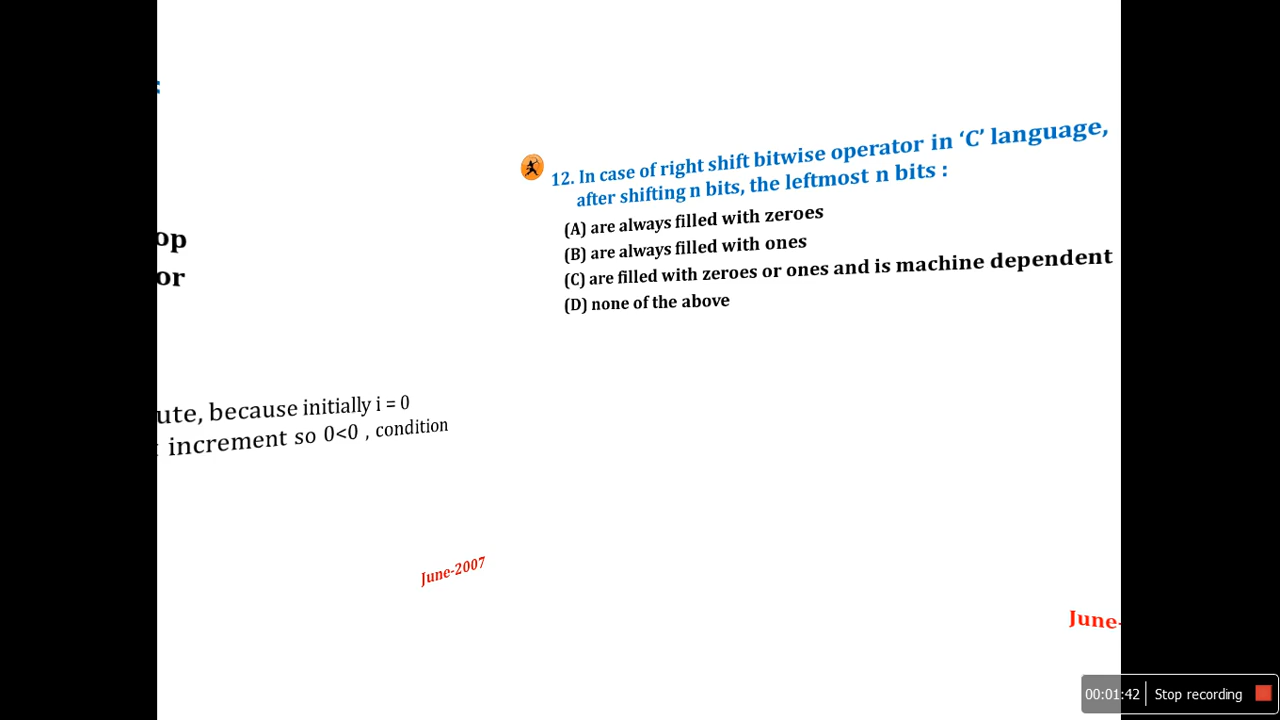 op
or
ute, because initially i = 0
increment so 0<0 , condition
June-2007
12. In case of right shift bitwise operator in ‘C’ language,
after shifting n bits, the leftmost n bits :
(A) are always filled with zeroes
(B) are always filled with ones
(C) are filled with zeroes or ones and is machine dependent
(D) none of the above
June-
00:01:42 Stop recording